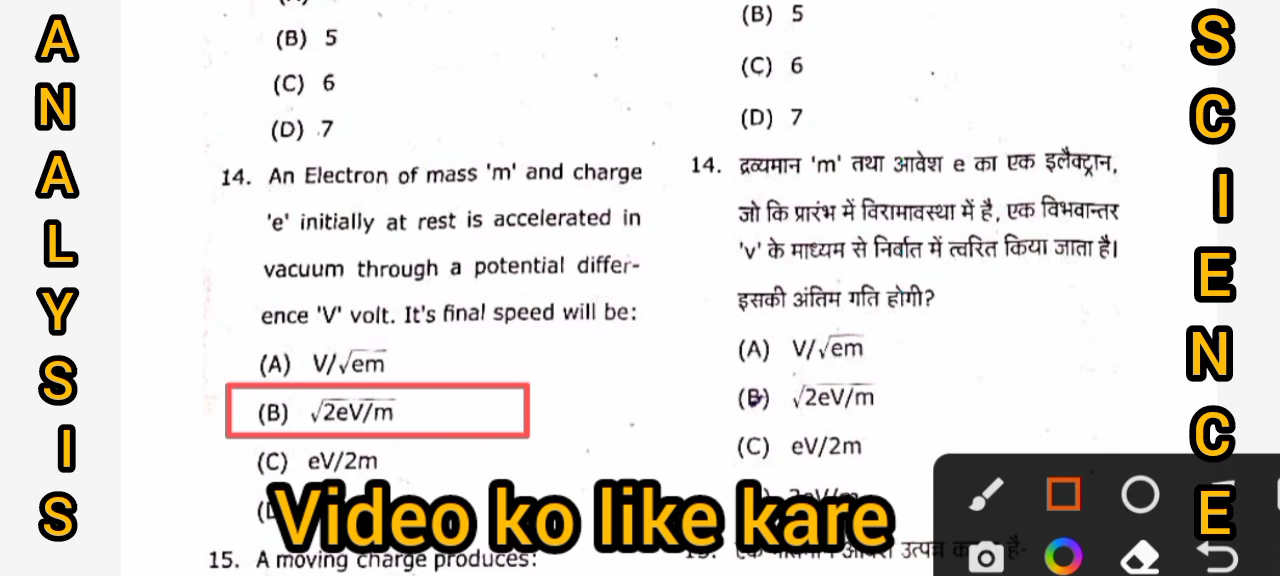 ANALYSIS
(B) 5
(C) 6
(D) 7
14. An Electron of mass 'm' and charge
'e' initially at rest is accelerated in
vacuum through a potential differ-
ence 'V' volt. It's final speed will be:
(A) V/√em
(B) √2eV/m
(C) eV/2m
15. A moving charge produces:
(B) 5
(C) 6
(D) 7
14. द्रव्यमान 'm' तथा आवेश e का एक इलैक्ट्रान,
जो कि प्रारंभ में विरामावस्था में है, एक विभवान्तर
'v' के माध्यम से निर्वात में त्वरित किया जाता है।
इसकी अंतिम गति होगी?
(A) V/√em
(B) √2eV/m
(C) eV/2m
Video ko like kare
SCIENCE